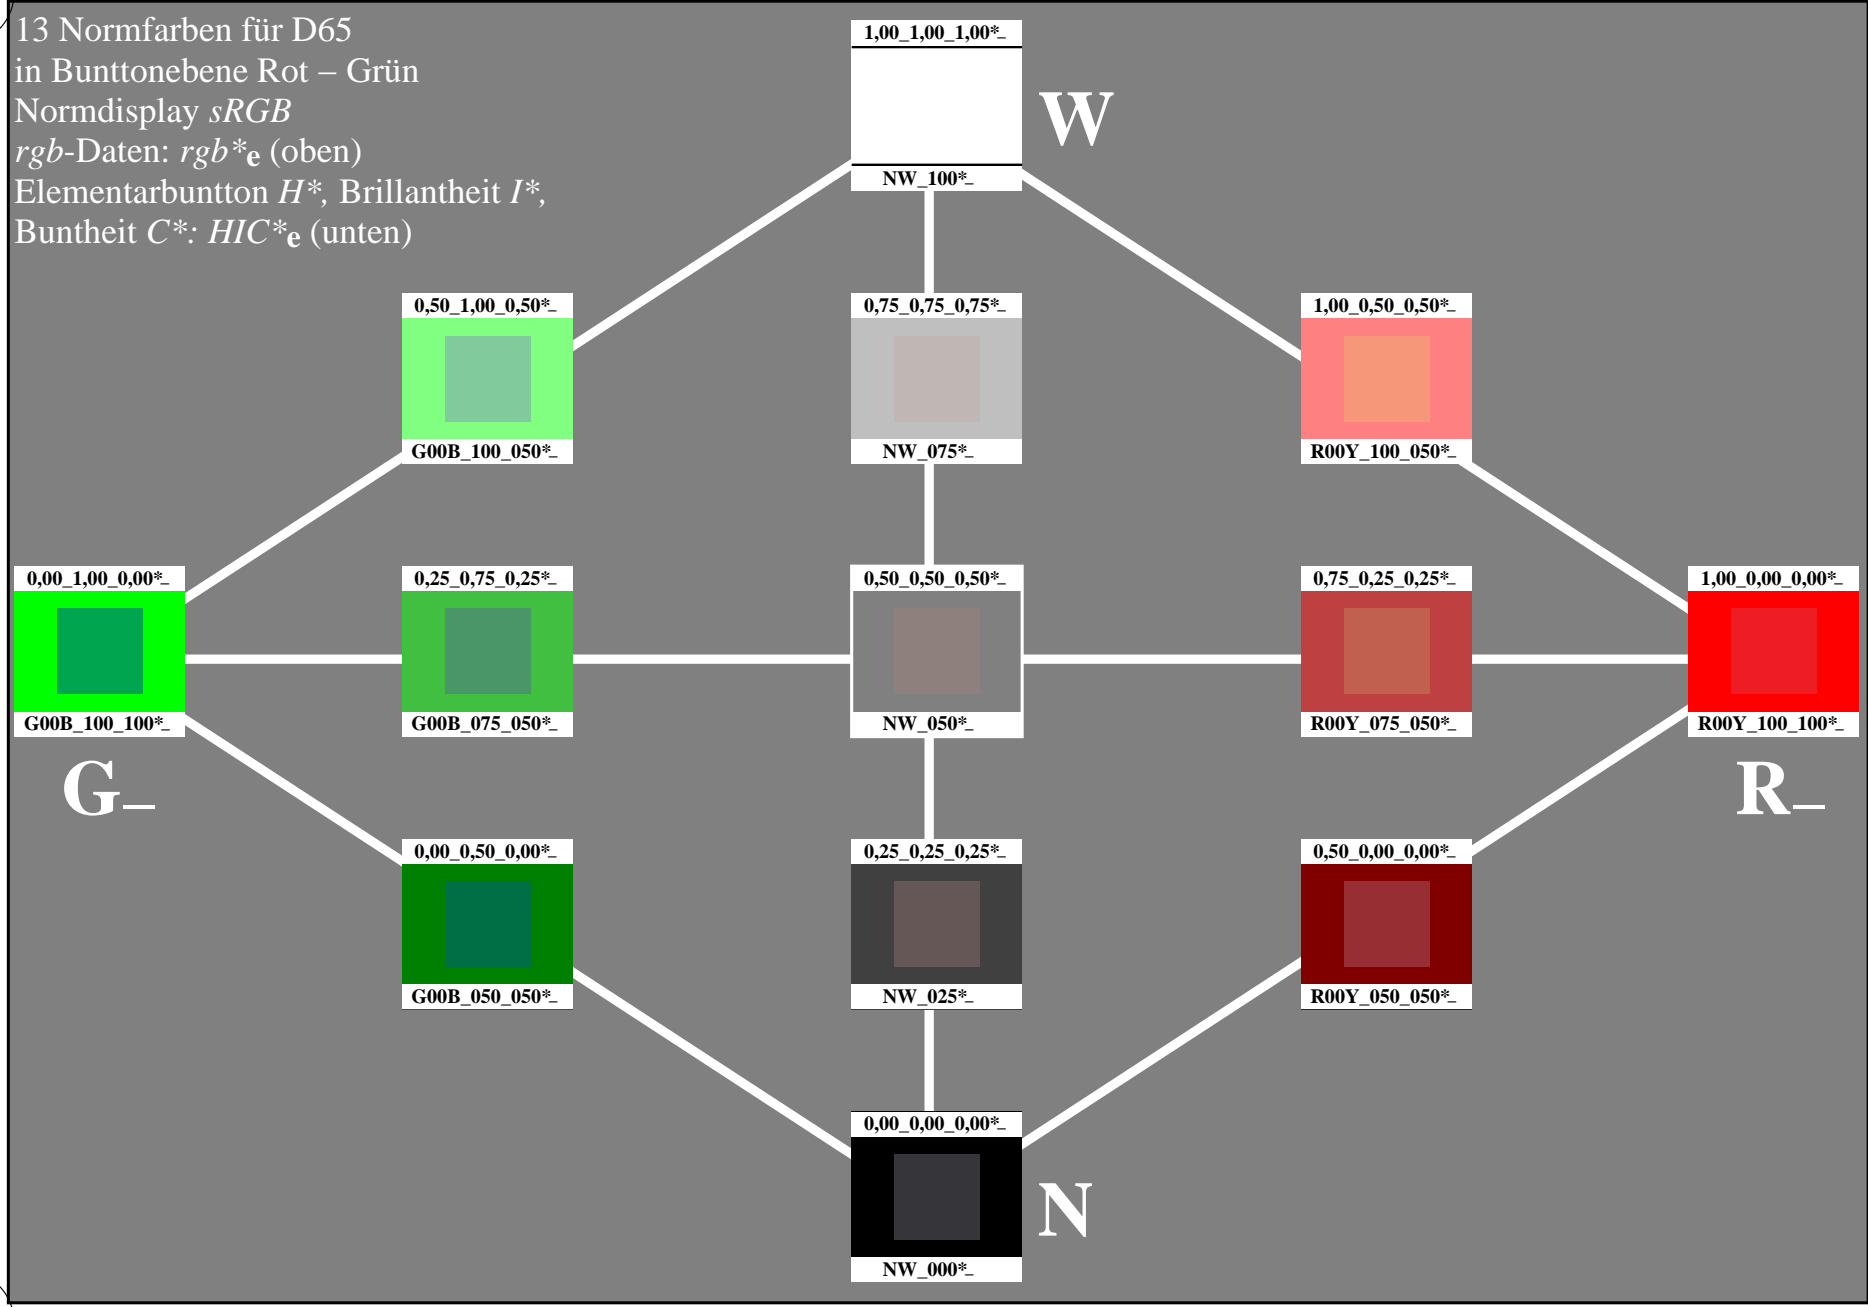 13 Normfarben für D65
in Bunttonebene Rot – Grün
Normdisplay sRGB
rgb-Daten: rgb*e (oben)
Elementarbuntton H*, Brillantheit I*,
Buntheit C*: HIC*e (unten)
1,00_1,00_1,00*_
W
NW_100*_
0,50_1,00_0,50*_
0,75_0,75_0,75*_
1,00_0,50_0,50*_
G00B_100_050*_
NW_075*_
R00Y_100_050*_
0,00_1,00_0,00*_
0,25_0,75_0,25*_
0,50_0,50_0,50*_
0,75_0,25_0,25*_
1,00_0,00_0,00*_
G00B_100_100*_
G00B_075_050*_
NW_050*_
R00Y_075_050*_
R00Y_100_100*_
G_
R_
0,00_0,50_0,00*_
0,25_0,25_0,25*_
0,50_0,00_0,00*_
G00B_050_050*_
NW_025*_
R00Y_050_050*_
0,00_0,00_0,00*_
N
NW_000*_